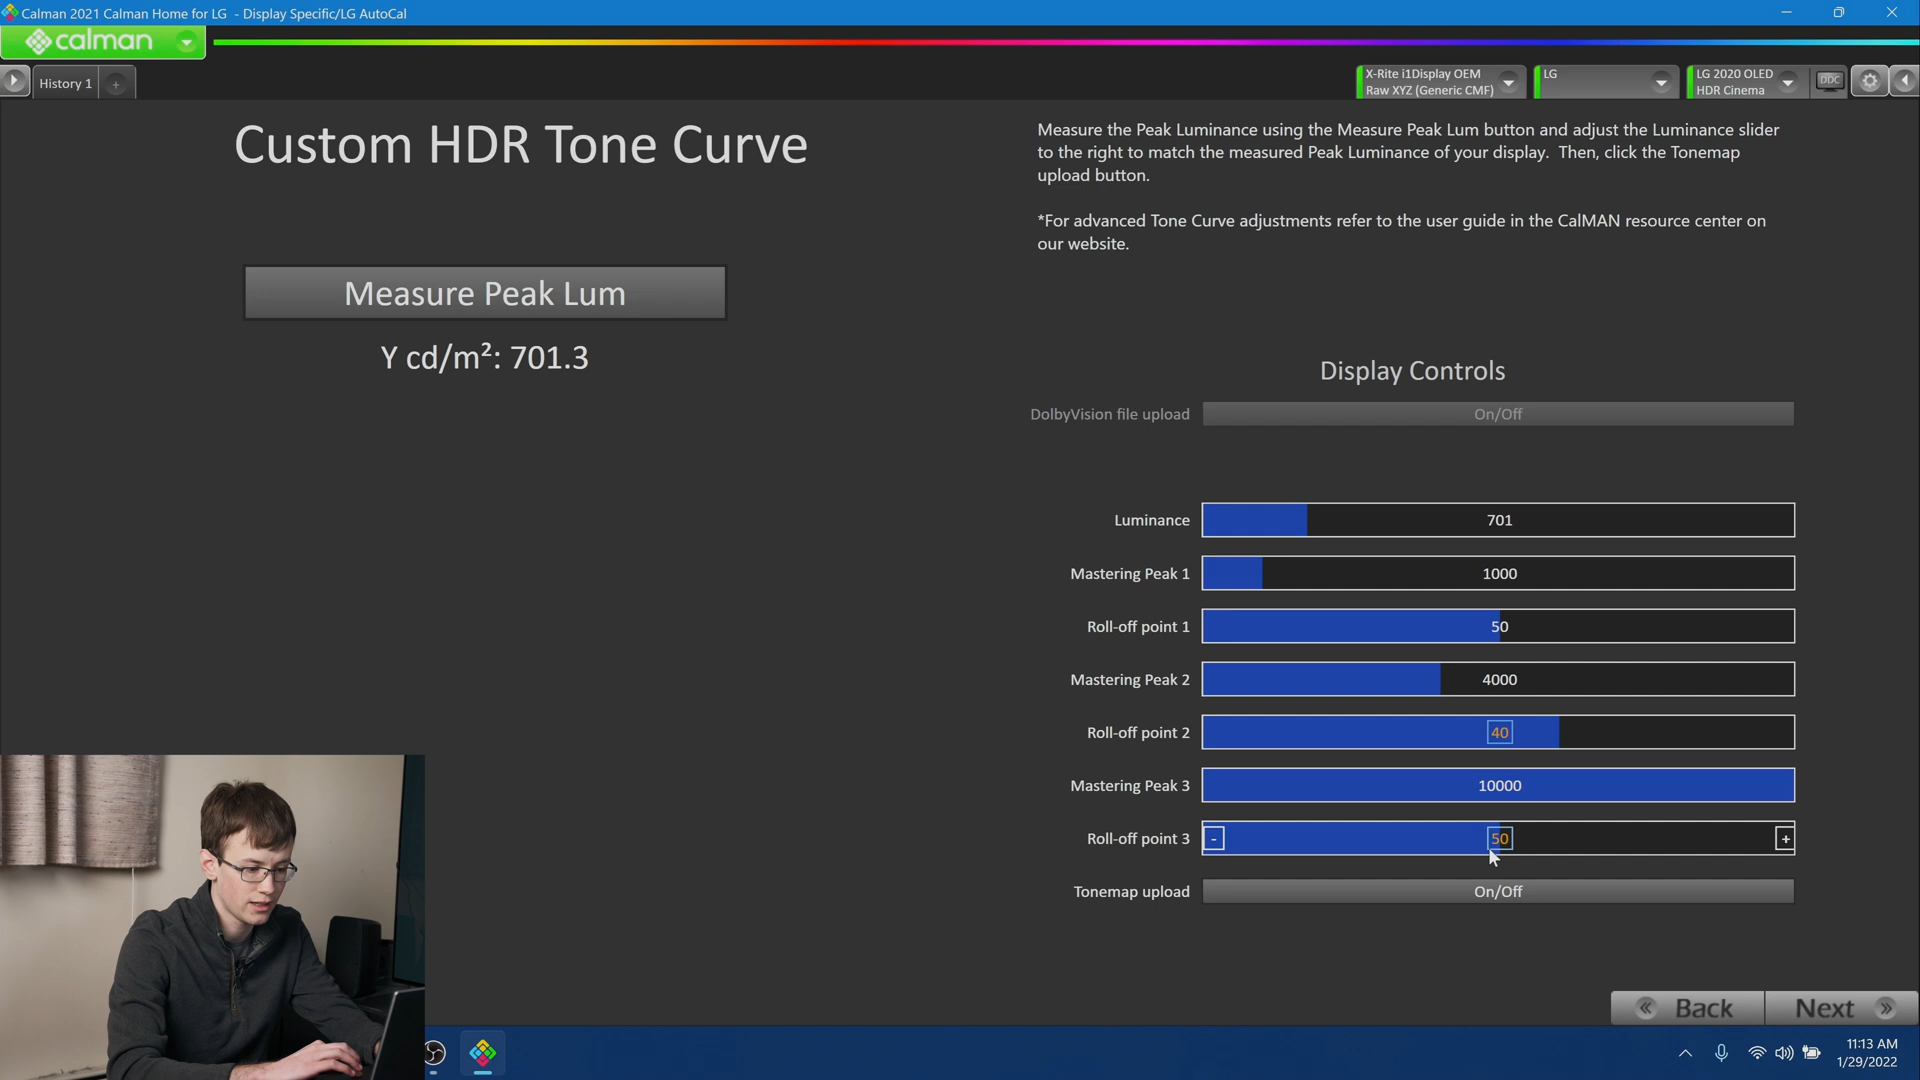 Calman 2021 Calman Home for LG - Display Specific/LG AutoCal
calman
History 1
+
X-Rite i1Display OEM
Raw XYZ (Generic CMF)
LG
LG 2020 OLED
HDR Cinema
DDC
Custom HDR Tone Curve
Measure the Peak Luminance using the Measure Peak Lum button and adjust the Luminance slider
to the right to match the measured Peak Luminance of your display. Then, click the Tonemap
upload button.
*For advanced Tone Curve adjustments refer to the user guide in the CalMAN resource center on
our website.
Measure Peak Lum
Y cd/m²: 701.3
Display Controls
DolbyVision file upload On/Off
Luminance 701
Mastering Peak 1 1000
Roll-off point 1 50
Mastering Peak 2 4000
Roll-off point 2 40
Mastering Peak 3 10000
Roll-off point 3 - 50 +
Tonemap upload On/Off
« Back Next »
11:13 AM
1/29/2022